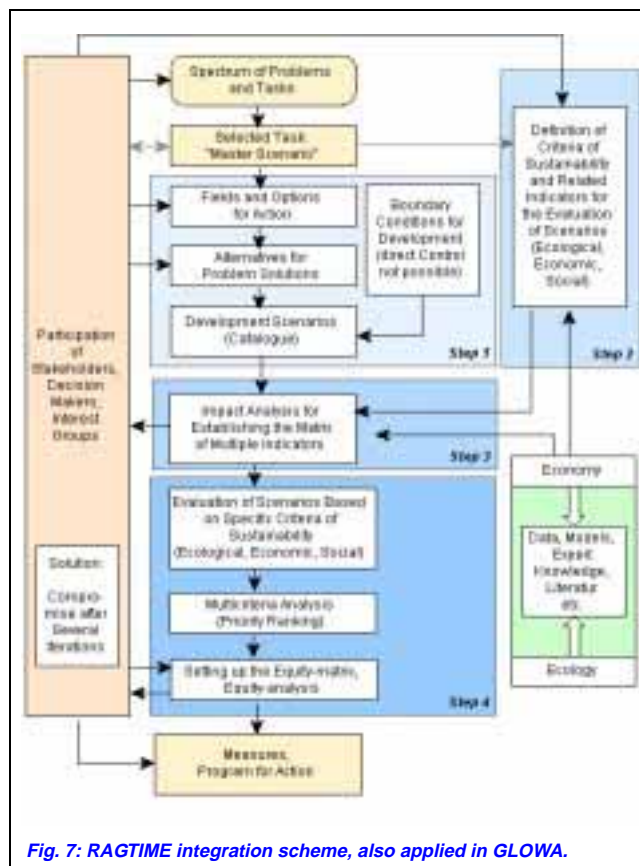 Spectrum of Problems
and Tasks
Selected Task:
"Master Scenario"
Fields and Options
for Action
Alternatives for
Problem Solutions
Development Scenarios
(Catalogue)
Boundary
Conditions for
Development
(direct Control
not possible)
Step 1
Definition of
Criteria of
Sustainability
and Related
Indicators for
the Evaluation
of Scenarios
(Ecological,
Economic,
Social)
Step 2
Participation
of
Stakeholders,
Decision
Makers,
Interest
Groups
Impact Analysis for
Establishing the Matrix
of Multiple Indicators
Step 3
Economy
Data, Models,
Expert
Knowledge,
Literatur
etc.
Ecology
Evaluation of Scenarios Based
on Specific Criteria of
Sustainability
(Ecological, Economic, Social)
Multicriteria Analysis
(Priority Ranking)
Setting up the Equity-matrix,
Equity-analysis
Step 4
Solution:
Compro-
mise after
Several
Iterations
Measures,
Program for Action
Fig. 7: RAGTIME integration scheme, also applied in GLOWA.